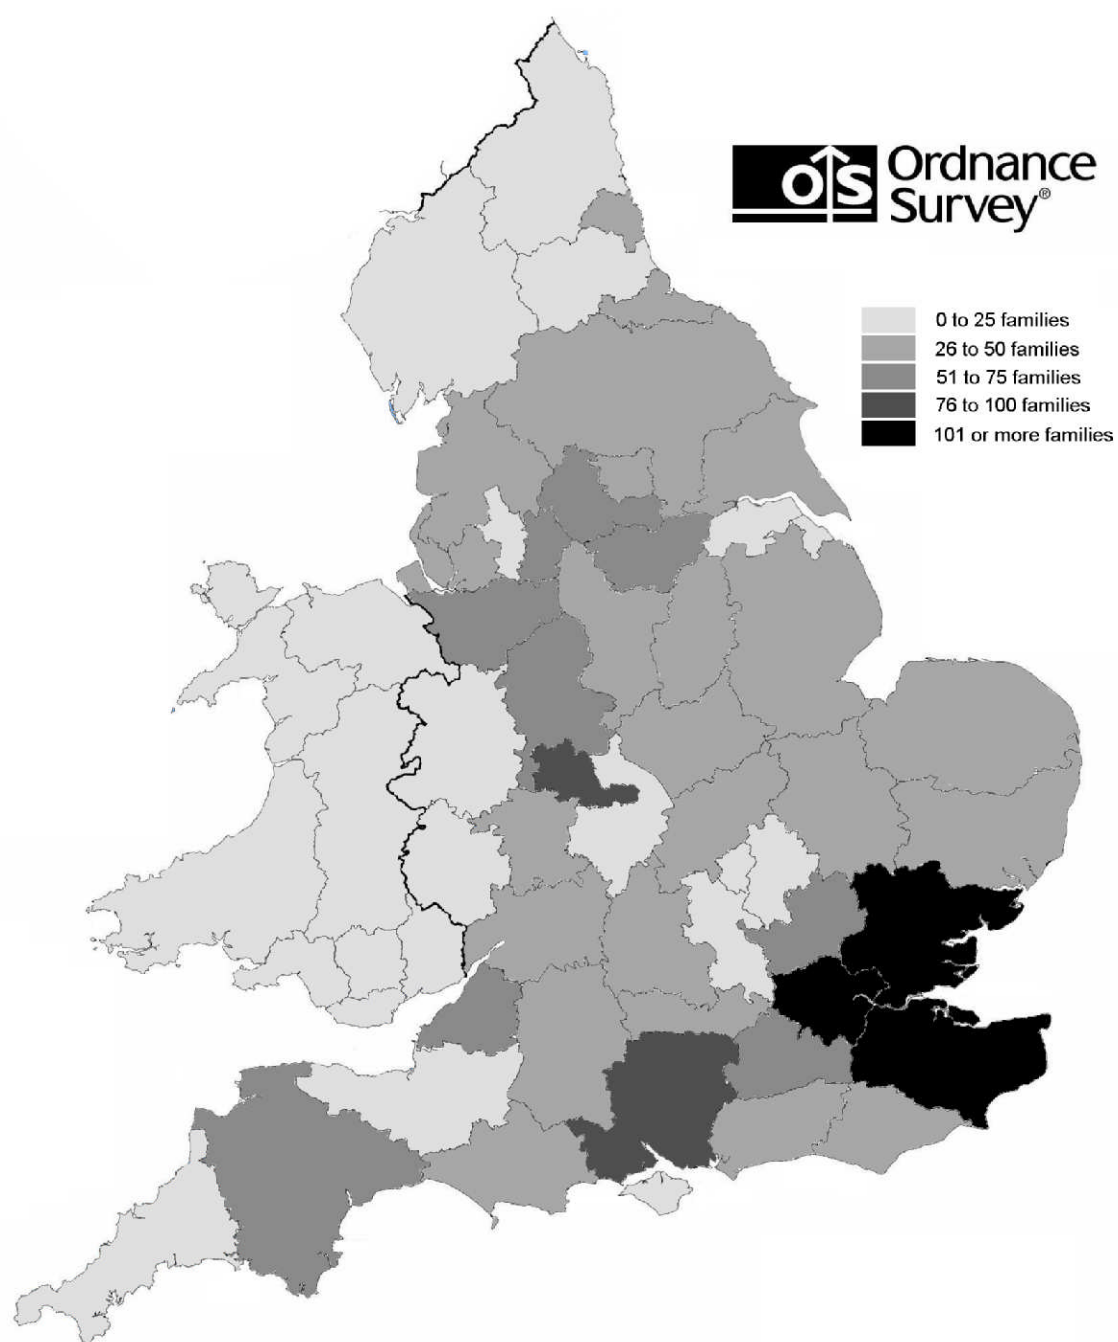 OS Ordnance
Survey®
0 to 25 families
26 to 50 families
51 to 75 families
76 to 100 families
101 or more families